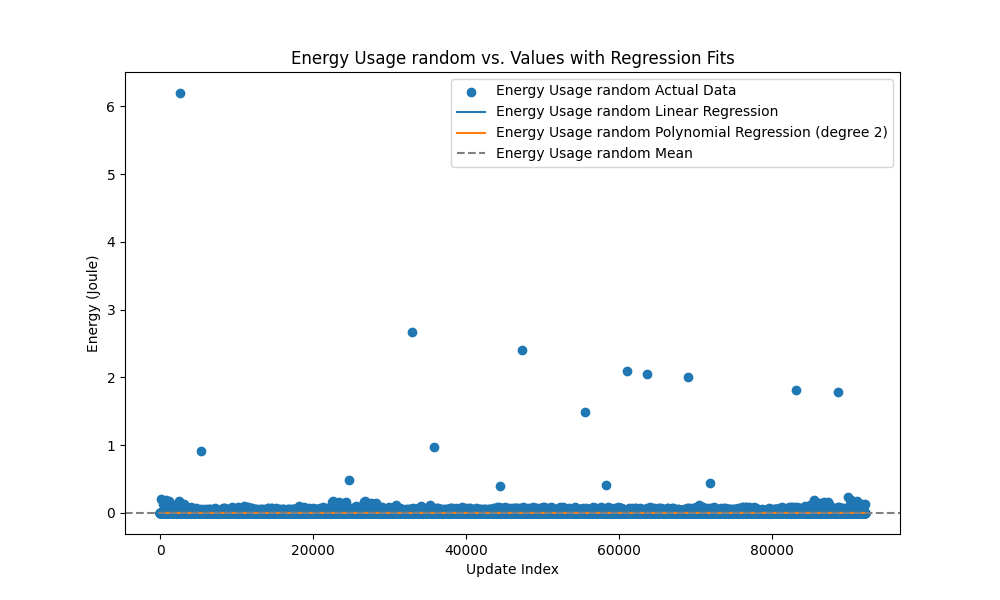 Energy Usage random vs. Values with Regression Fits
Energy Usage random Actual Data
Energy Usage random Linear Regression
Energy Usage random Polynomial Regression (degree 2)
Energy Usage random Mean
6
5
4
3
2
1
0
Energy (Joule)
0 20000 40000 60000 80000
Update Index